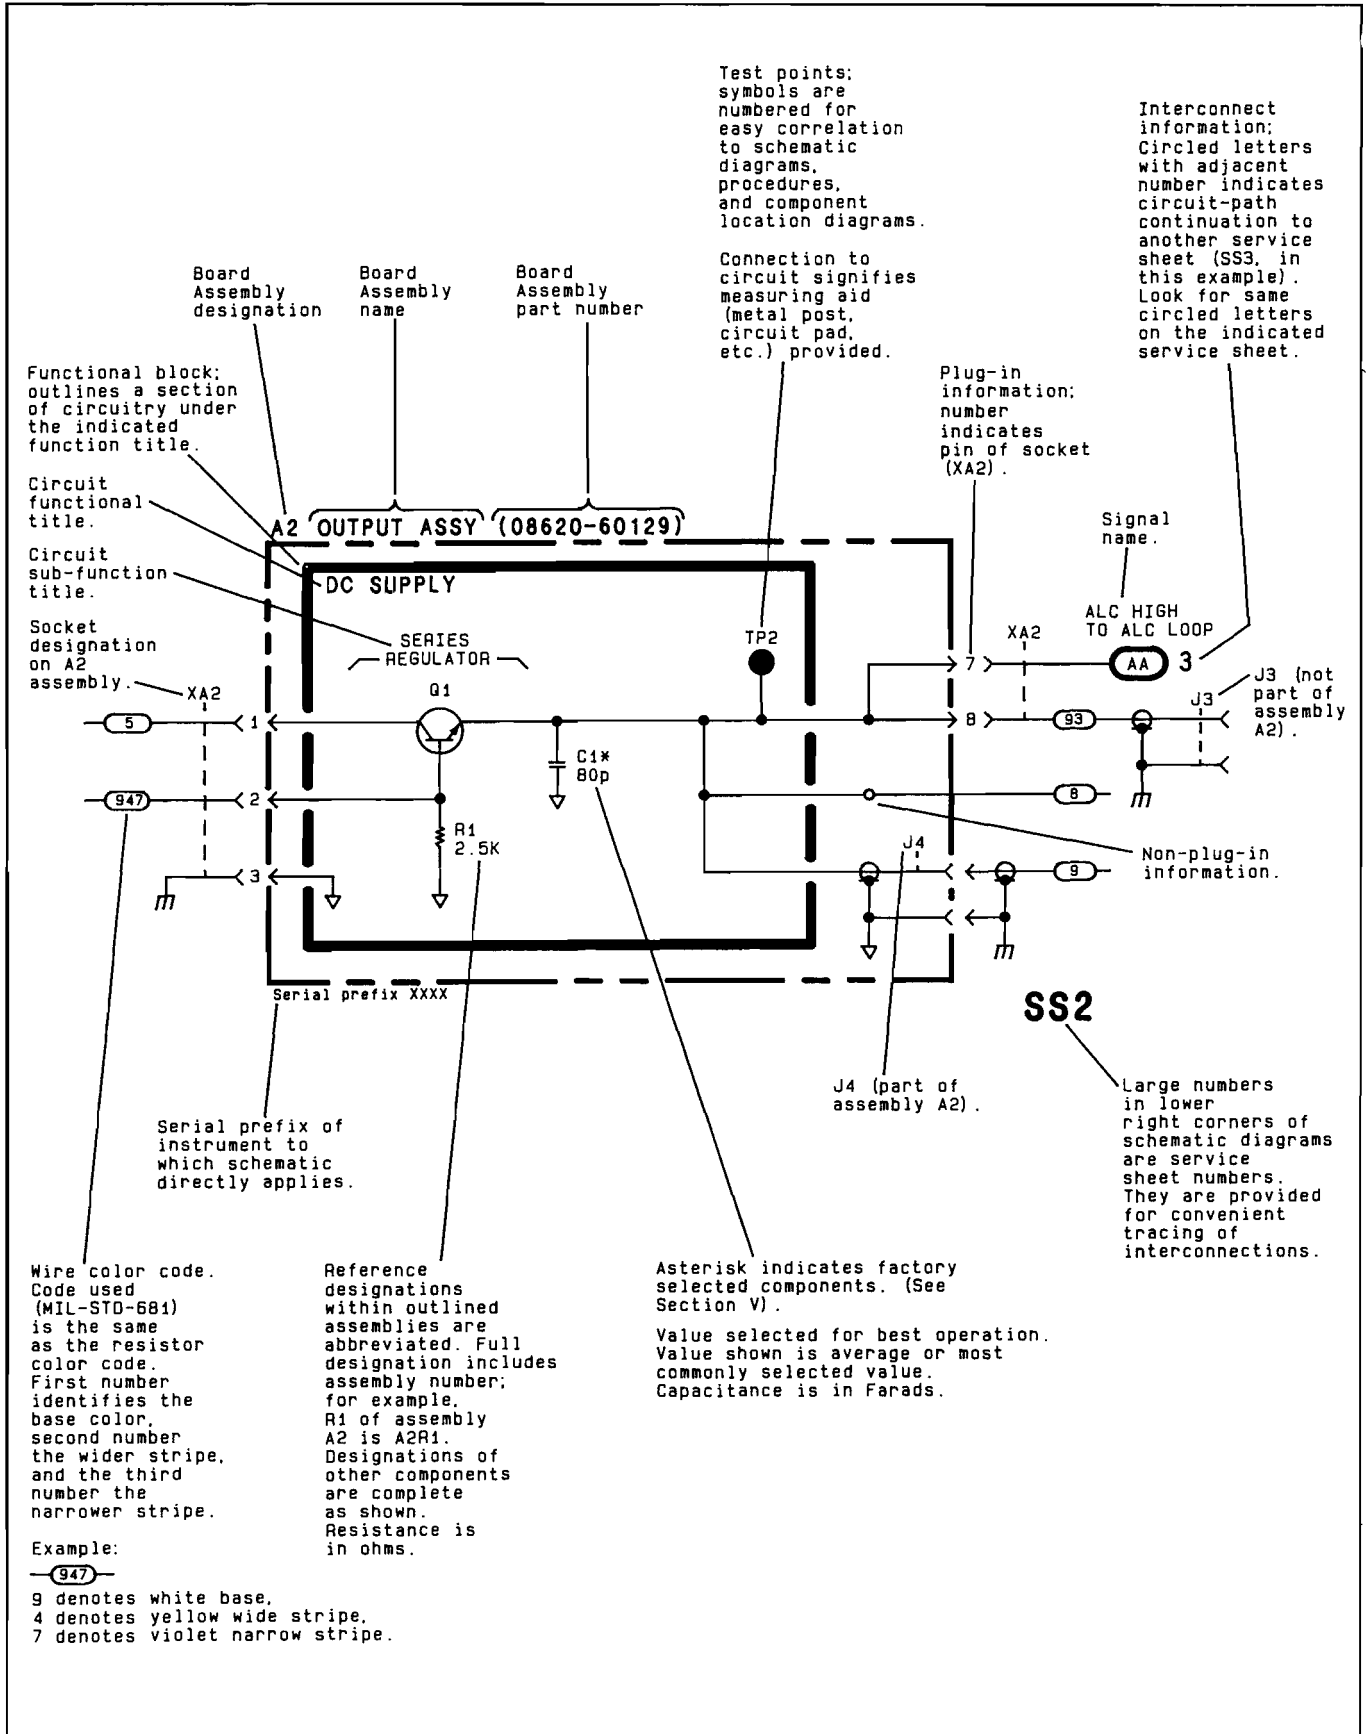 Test points;
symbols are
numbered for
easy correlation
to schematic
diagrams,
procedures,
and component
location diagrams.
Connection to
circuit signifies
measuring aid
(metal post,
circuit pad,
etc.) provided.
Interconnect
information;
Circled letters
with adjacent
number indicates
circuit-path
continuation to
another service
sheet (SS3, in
this example).
Look for same
circled letters
on the indicated
service sheet.
Board
Assembly
designation
Board
Assembly
name
Board
Assembly
part number
Functional block;
outlines a section
of circuitry under
the indicated
function title.
Plug-in
information;
number
indicates
pin of socket
(XA2).
Circuit
functional
title.
Circuit
sub-function
title.
Socket
designation
on A2
assembly.
A2 OUTPUT ASSY (08620-60129)
DC SUPPLY
SERIES
REGULATOR
Q1
TP2
Signal
name.
ALC HIGH
TO ALC LOOP
XA2
7
AA 3
J3 (not
part of
assembly
A2).
J3
XA2
5
1
8
93
C1*
80p
947
2
8
R1
2.5K
J4
Non-plug-in
information.
3
9
Serial prefix XXXX
SS2
J4 (part of
assembly A2).
Large numbers
in lower
right corners of
schematic diagrams
are service
sheet numbers.
They are provided
for convenient
tracing of
interconnections.
Serial prefix of
instrument to
which schematic
directly applies.
Wire color code.
Code used
(MIL-STD-681)
is the same
as the resistor
color code.
First number
identifies the
base color,
second number
the wider stripe,
and the third
number the
narrower stripe.
Example:
947
9 denotes white base,
4 denotes yellow wide stripe,
7 denotes violet narrow stripe.
Reference
designations
within outlined
assemblies are
abbreviated. Full
designation includes
assembly number;
for example,
R1 of assembly
A2 is A2R1.
Designations of
other components
are complete
as shown.
Resistance is
in ohms.
Asterisk indicates factory
selected components. (See
Section V).
Value selected for best operation.
Value shown is average or most
commonly selected value.
Capacitance is in Farads.